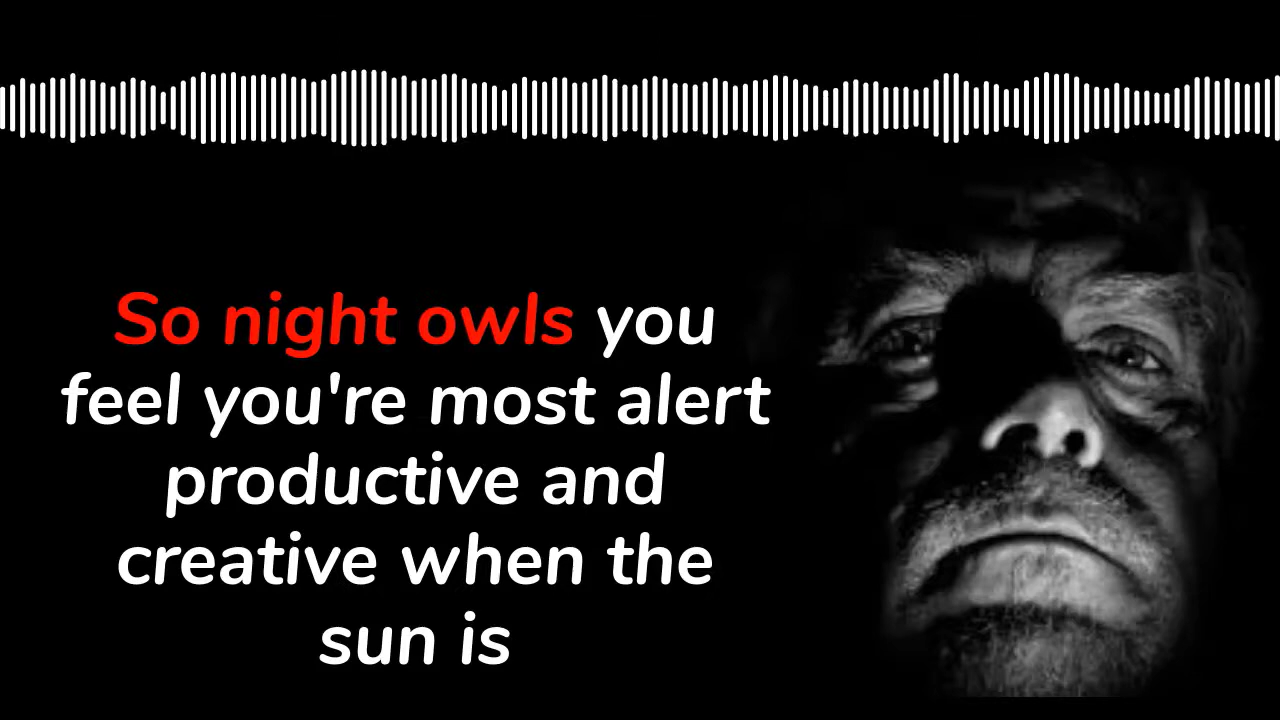 So night owls you
feel you're most alert
productive and
creative when the
sun is